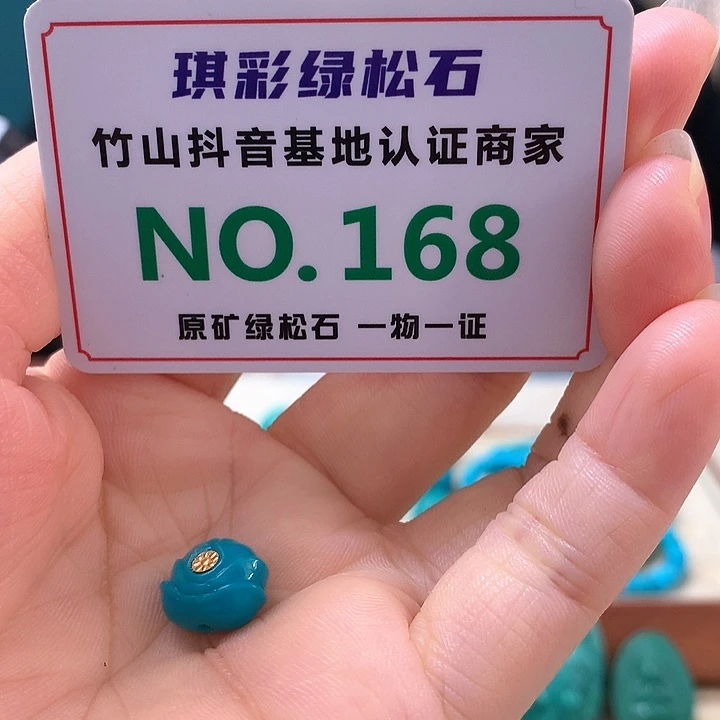 琪彩绿松石
竹山抖音基地认证商家
NO.168
原矿绿松石 一物一证